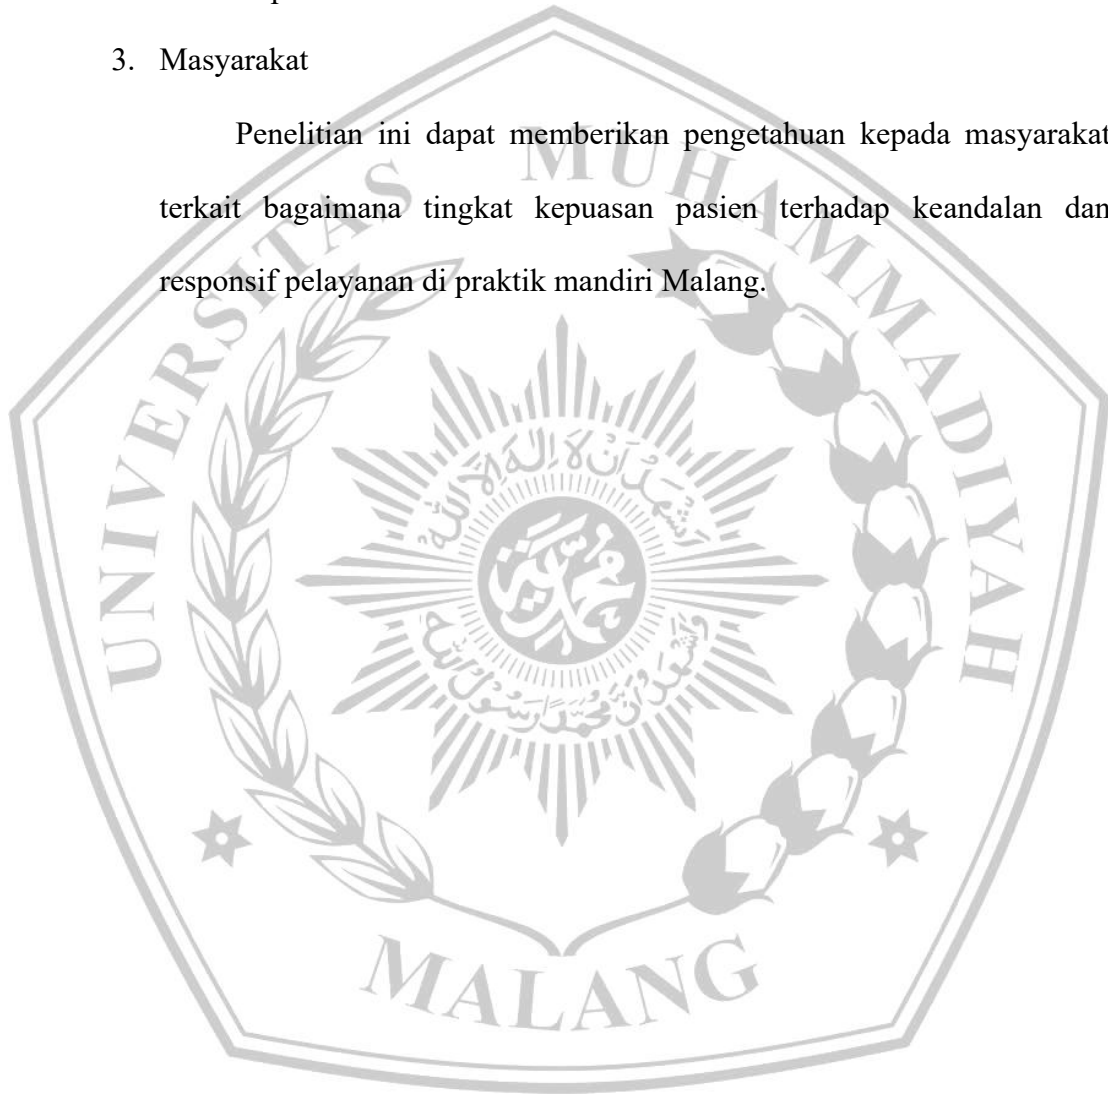 3. Masyarakat
Penelitian ini dapat memberikan pengetahuan kepada masyarakat
terkait bagaimana tingkat kepuasan pasien terhadap keandalan dan
responsif pelayanan di praktik mandiri Malang.
UNIVERSITAS MUHAMMADIYAH
MALANG